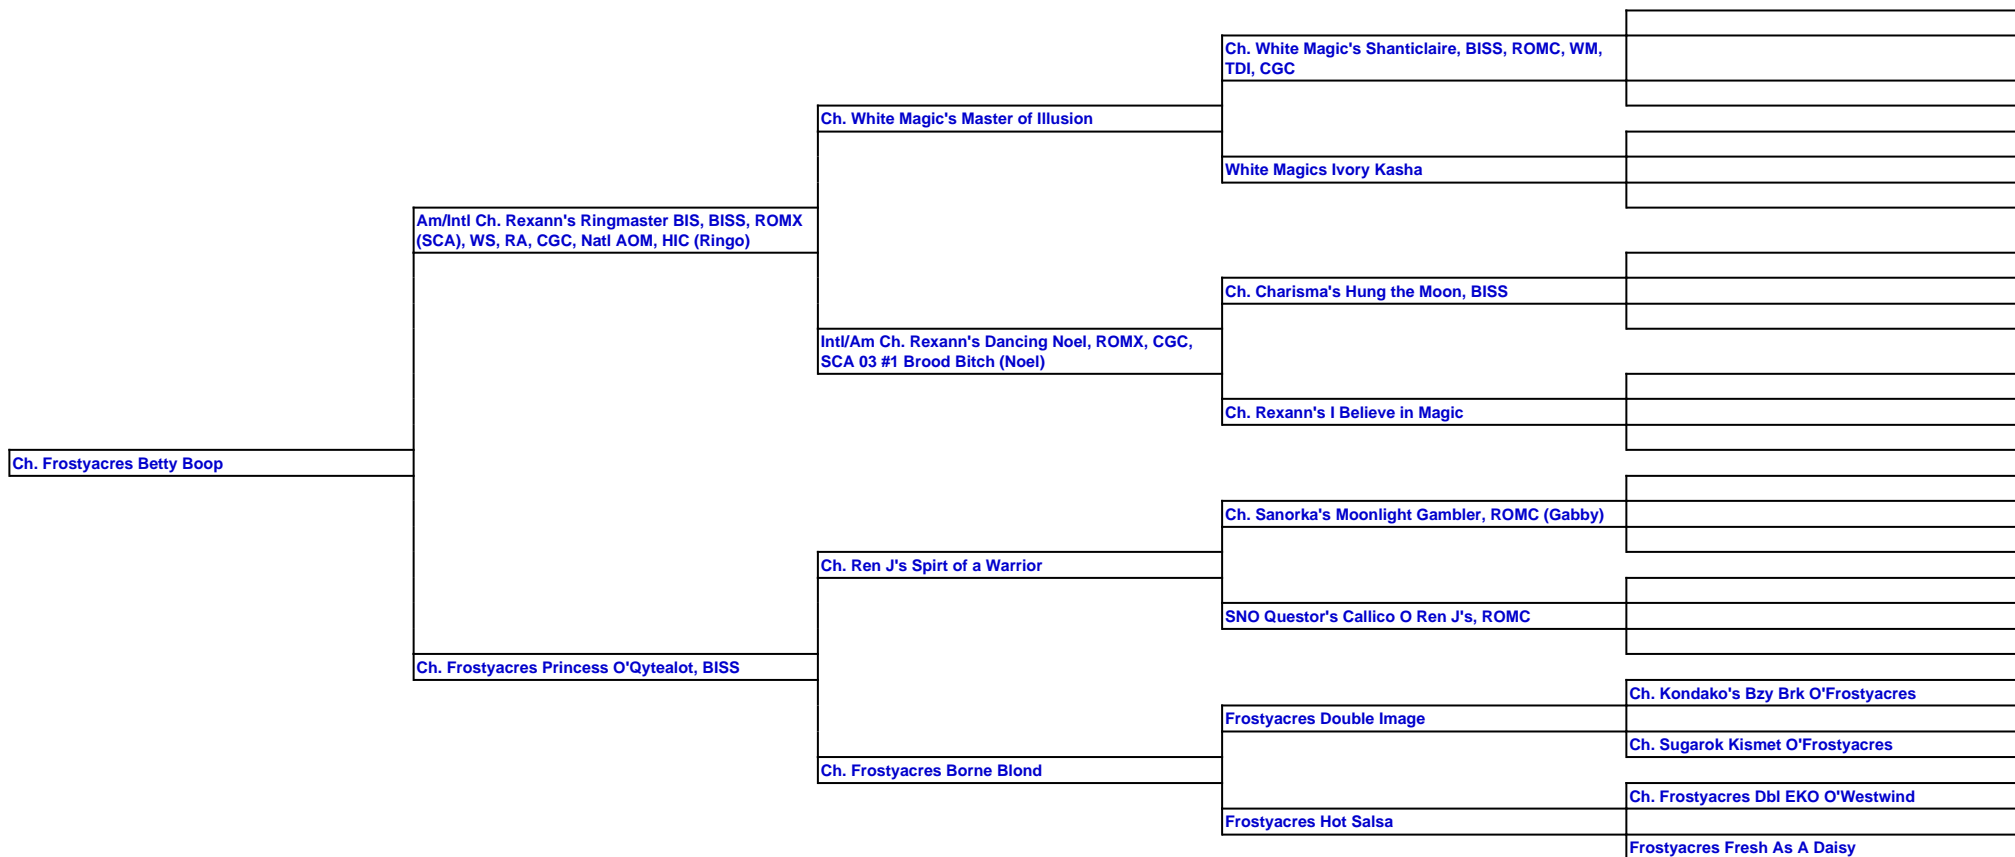 Ch. White Magic's Shanticlaire, BISS, ROMC, WM,
TDI, CGC
Ch. White Magic's Master of Illusion
White Magics Ivory Kasha
Am/Intl Ch. Rexann's Ringmaster BIS, BISS, ROMX
(SCA), WS, RA, CGC, Natl AOM, HIC (Ringo)
Ch. Charisma's Hung the Moon, BISS
Intl/Am Ch. Rexann's Dancing Noel, ROMX, CGC,
SCA 03 #1 Brood Bitch (Noel)
Ch. Rexann's I Believe in Magic
Ch. Frostyacres Betty Boop
Ch. Sanorka's Moonlight Gambler, ROMC (Gabby)
Ch. Ren J's Spirt of a Warrior
SNO Questor's Callico O Ren J's, ROMC
Ch. Frostyacres Princess O'Qytealot, BISS
Ch. Kondako's Bzy Brk O'Frostyacres
Frostyacres Double Image
Ch. Sugarok Kismet O'Frostyacres
Ch. Frostyacres Borne Blond
Ch. Frostyacres Dbl EKO O'Westwind
Frostyacres Hot Salsa
Frostyacres Fresh As A Daisy